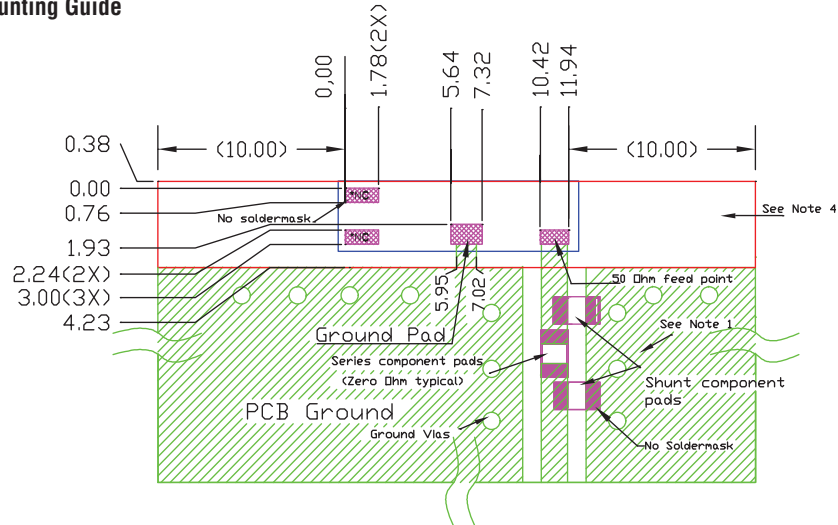 unting Guide
0,00
1.78(2X)
5.64
7.32
10.42
11.94
0.38
(10.00)
(10.00)
0.00
0.76
1.93
2.24(2X)
3.00(3X)
4.23
*NC
*NC
No soldermask
See Note 4
5.95
7.02
50 Ohm feed point
Ground Pad
See Note 1
Series component pads
(Zero Ohm typical)
Shunt component
pads
PCB Ground
Ground Vias
No Soldermask